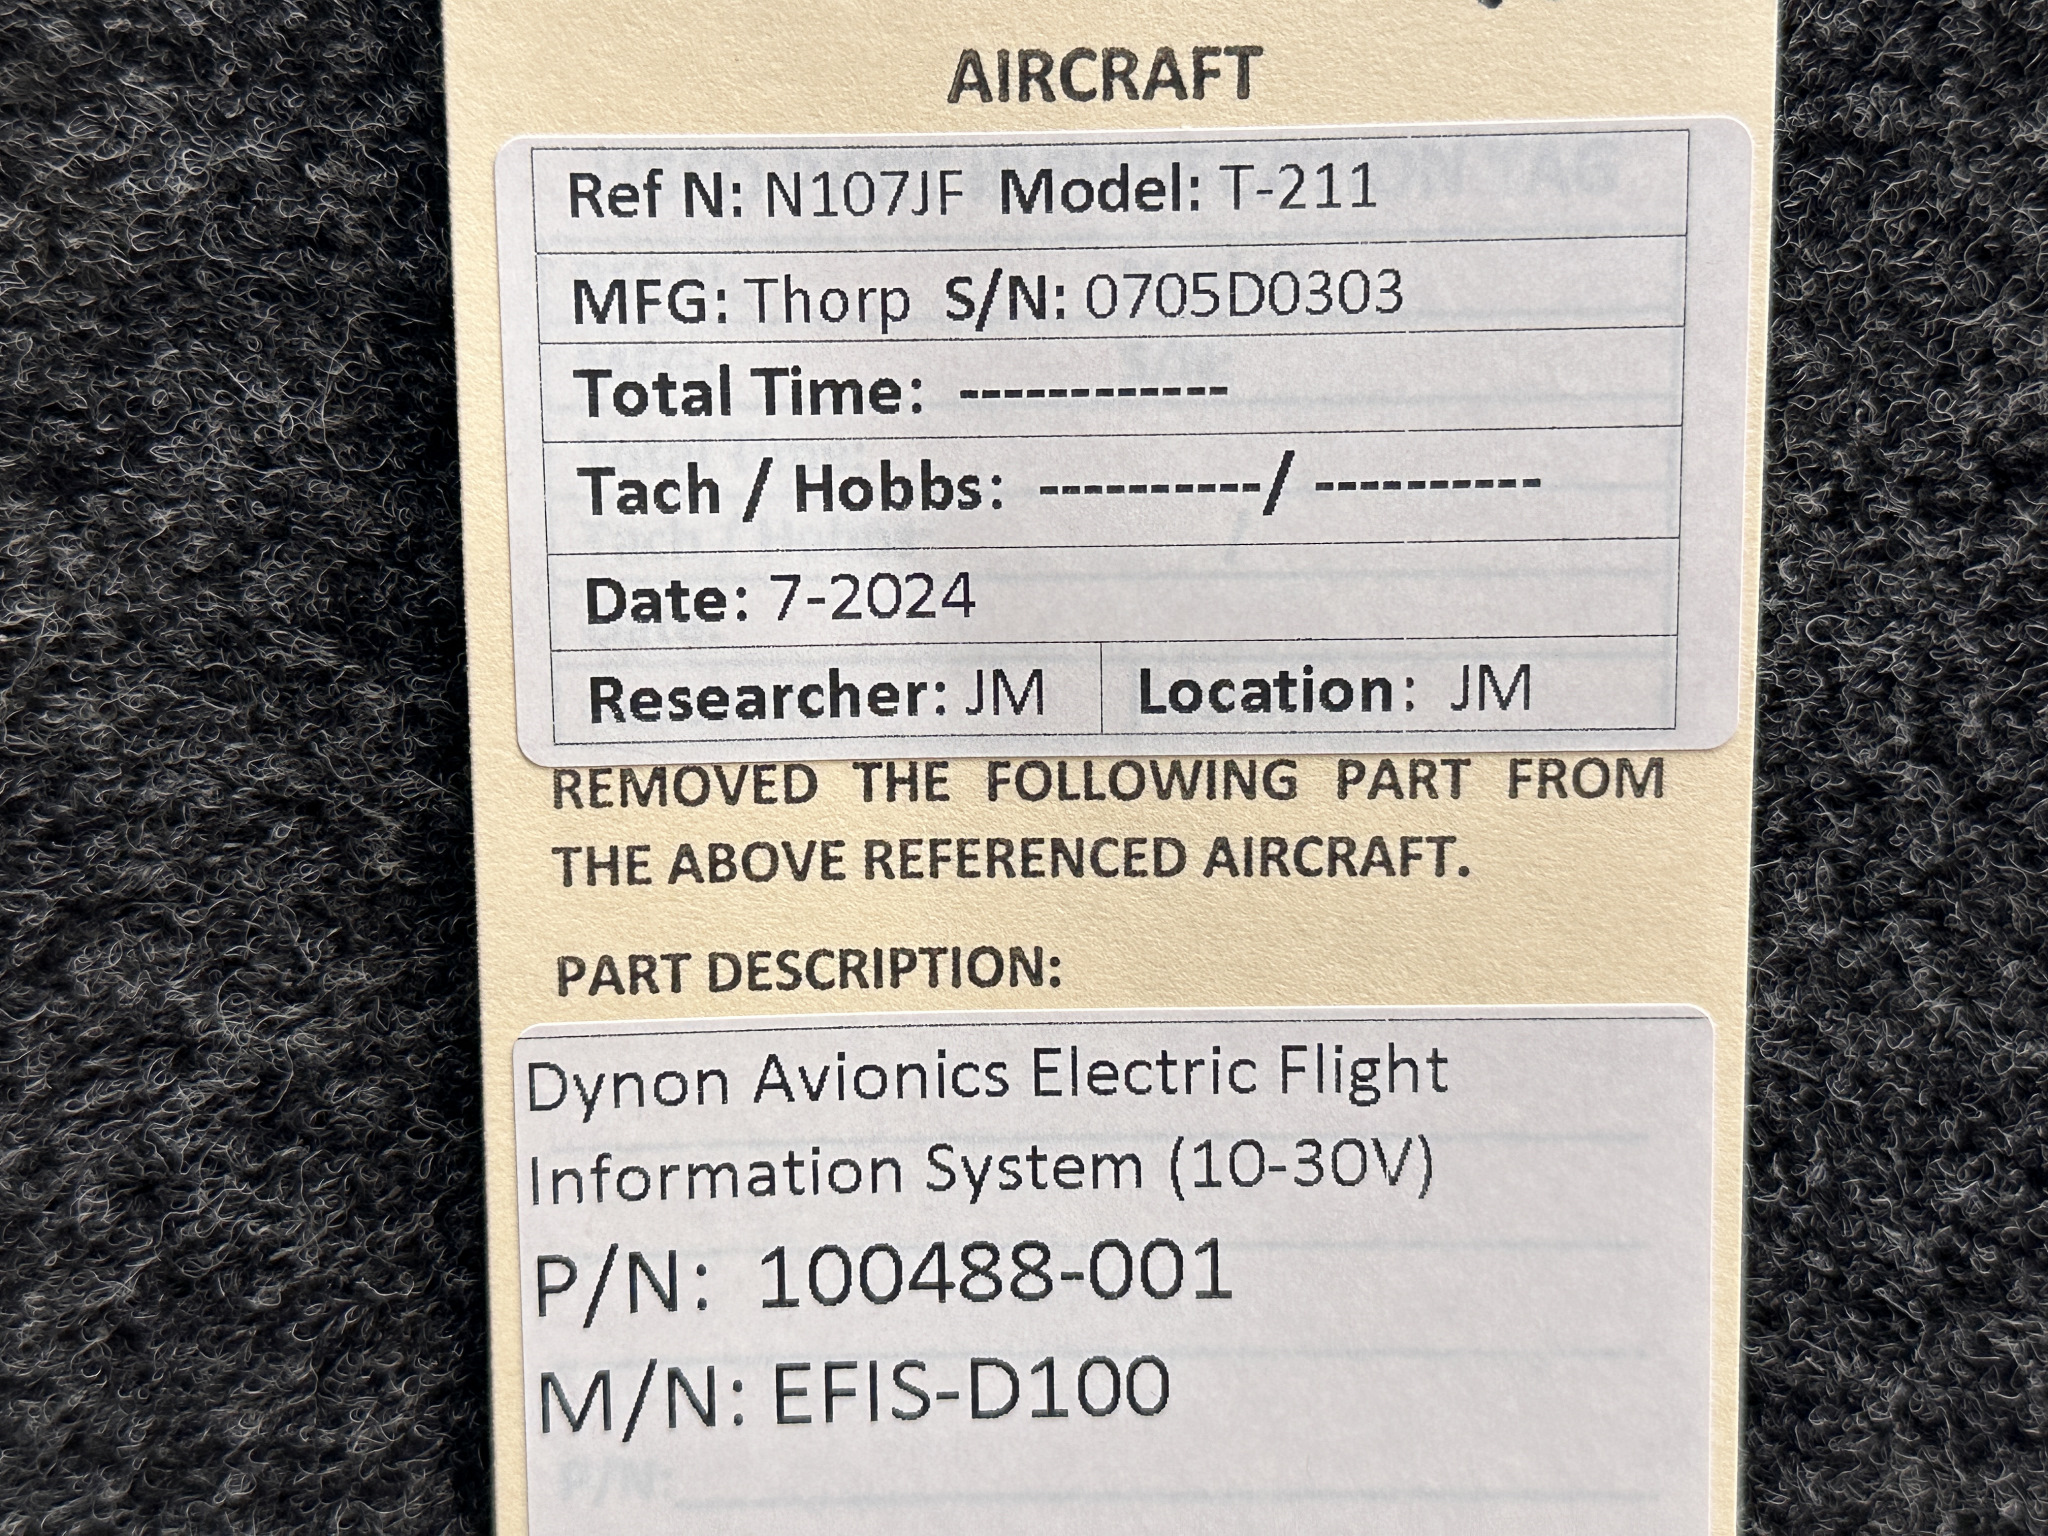 AIRCRAFT
Ref N: N107JF Model: T-211
MFG: Thorp S/N: 0705D0303
Total Time: ------------
Tach / Hobbs: ----------/ ----------
Date: 7-2024
Researcher: JM Location: JM
REMOVED THE FOLLOWING PART FROM
THE ABOVE REFERENCED AIRCRAFT.
PART DESCRIPTION:
Dynon Avionics Electric Flight
Information System (10-30V)
P/N: 100488-001
M/N: EFIS-D100
P/N: